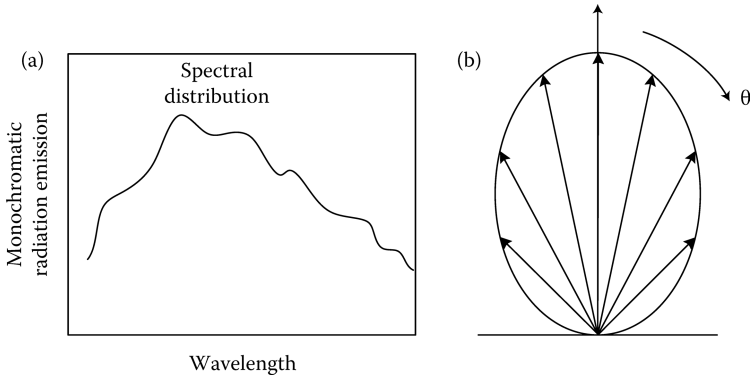 (a)
Spectral
distribution
Monochromatic
radiation emission
Wavelength
(b)
θ